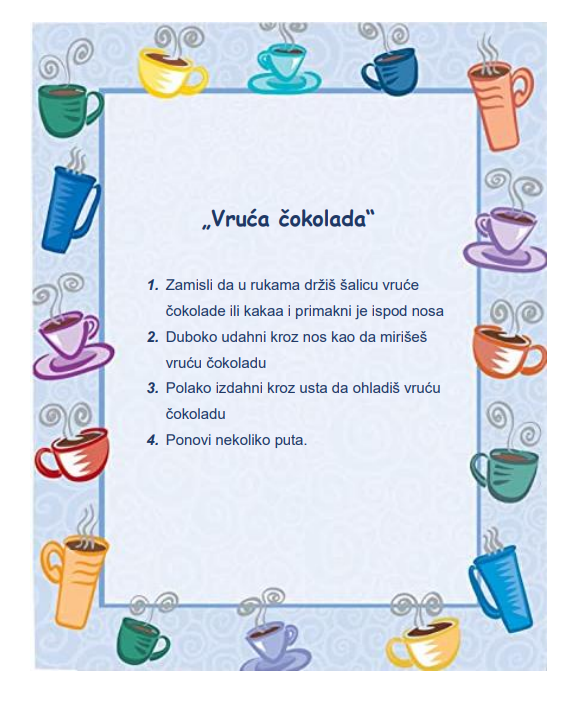 „Vruća čokolada“
1. Zamisli da u rukama držiš šalicu vruće
čokolade ili kakaa i primakni je ispod nosa
2. Duboko udahni kroz nos kao da mirišeš
vruću čokoladu
3. Polako izdahni kroz usta da ohladiš vruću
čokoladu
4. Ponovi nekoliko puta.